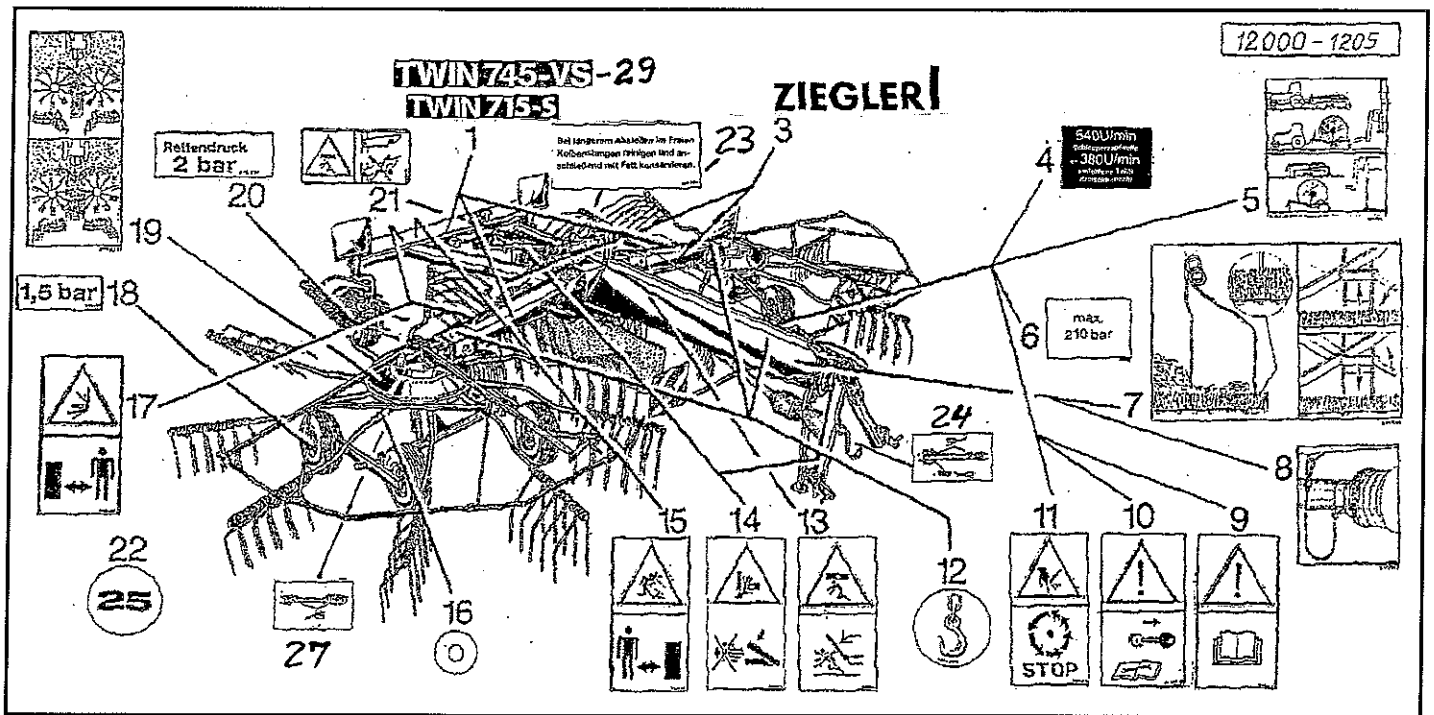 12000-1205
TWIN 745-VS-29
TWIN 715-S
ZIEGLER
Reifendruck
2 bar
1
Bei längerem Abstellen im Freien
Kolbenstangen reinigen und an-
schließend mit Fett konservieren.
23
3
4
540U/min
380U/min
5
20
21
19
1,5 bar
18
6
max.
210 bar
17
7
24
8
22
25
27
16
15
14
13
12
11
10
9
STOP